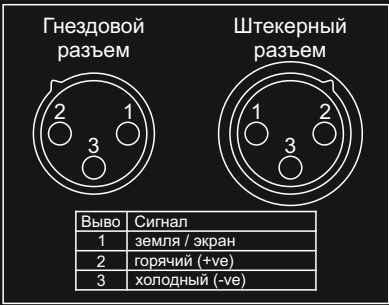 Гнездовой
разъем
Штекерный
разъем
2 1
3
1 2
3
Выво Сигнал
1 земля / экран
2 горячий (+ve)
3 холодный (-ve)